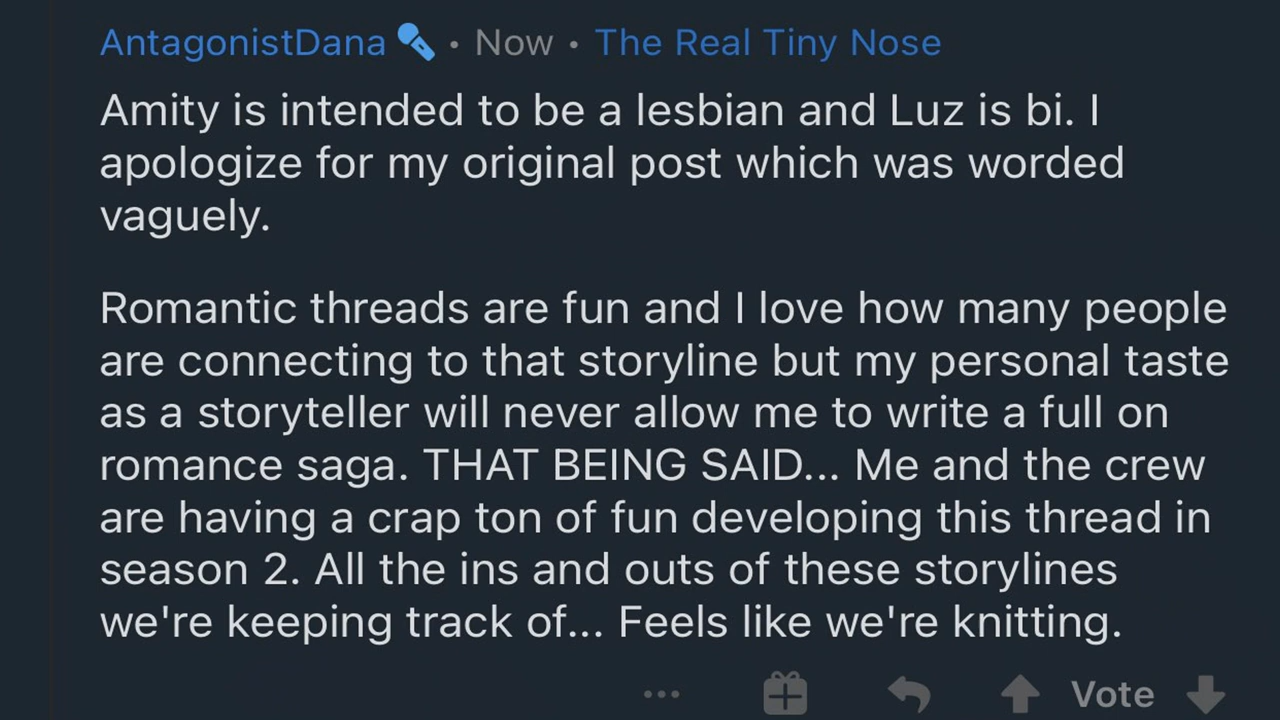 AntagonistDana • Now • The Real Tiny Nose
Amity is intended to be a lesbian and Luz is bi. I
apologize for my original post which was worded
vaguely.
Romantic threads are fun and I love how many people
are connecting to that storyline but my personal taste
as a storyteller will never allow me to write a full on
romance saga. THAT BEING SAID... Me and the crew
are having a crap ton of fun developing this thread in
season 2. All the ins and outs of these storylines
we're keeping track of... Feels like we're knitting.
Vote